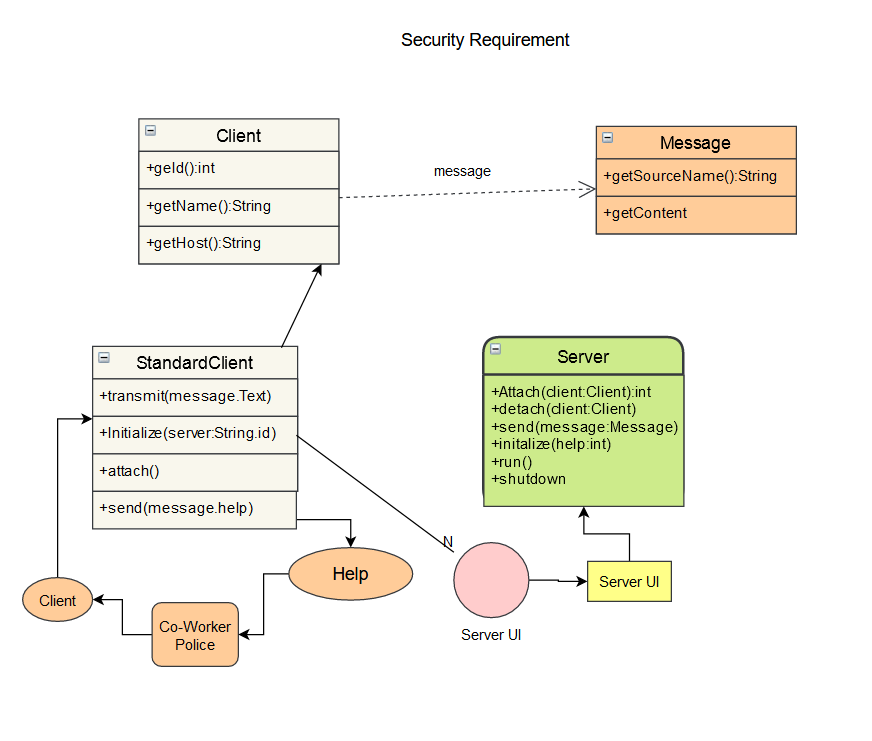 Security Requirement
Client
+geId():int
+getName():String
+getHost():String
message
Message
+getSourceName():String
+getContent
StandardClient
+transmit(message.Text)
+Initialize(server:String.id)
+attach()
+send(message.help)
Server
+Attach(client:Client):int
+detach(client:Client)
+send(message:Message)
+initalize(help:int)
+run()
+shutdown
N
Help
Client
Co-Worker
Police
Server UI
Server UI